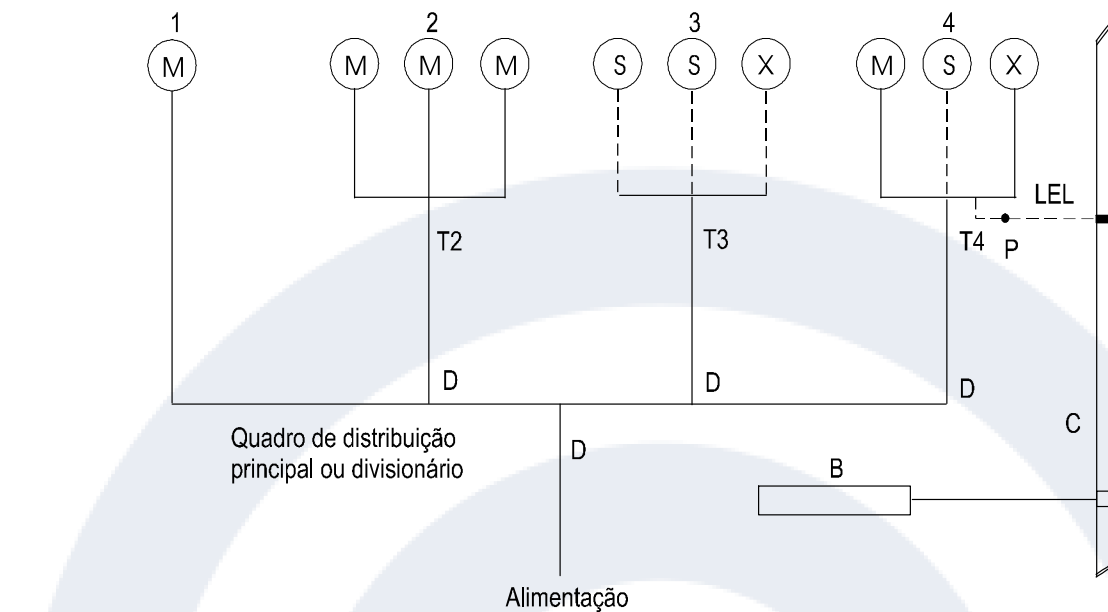 1
2
3
4
M
M
M
M
S
S
X
M
S
X
LEL
T2
T3
T4
P
D
D
D
C
Quadro de distribuição
principal ou divisionário
D
B
Alimentação